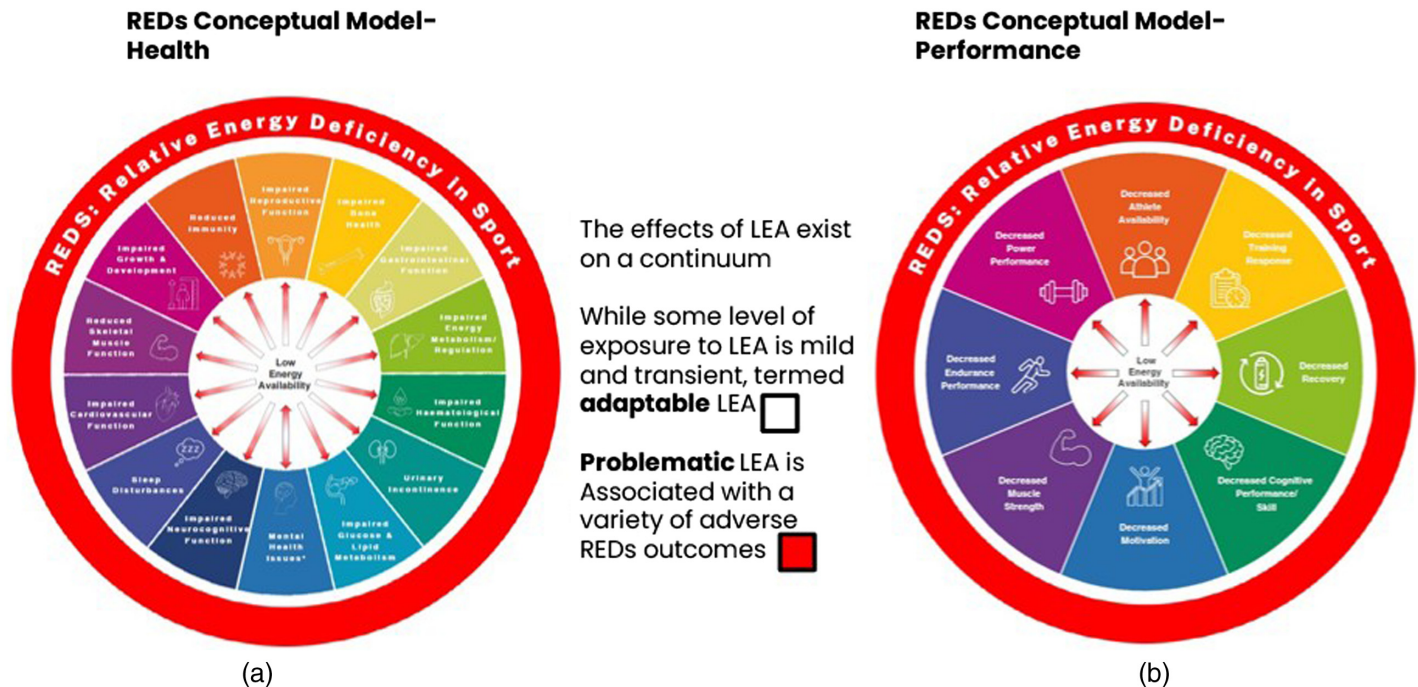 REDs Conceptual Model-
Health
REDS: Relative Energy Deficiency in Sport
Impaired
Reproductive
Function
Impaired
Bone
Health
Impaired
Gastrointestinal
Function
Impaired
Energy
Metabolism/
Regulation
Impaired
Haematological
Function
Urinary
Incontinence
Impaired
Glucose &
Lipid
Metabolism
Mental
Health
Issues*
Impaired
Neurocognitive
Function
Sleep
Disturbances
zzz
Impaired
Cardiovascular
Function
Reduced
Skeletal
Muscle
Function
Impaired
Growth &
Development
Reduced
Immunity
Low
Energy
Availability
(a)
The effects of LEA exist
on a continuum
While some level of
exposure to LEA is mild
and transient, termed
adaptable LEA
Problematic LEA is
Associated with a
variety of adverse
REDs outcomes
REDs Conceptual Model-
Performance
REDS: Relative Energy Deficiency in Sport
Decreased
Athlete
Availability
Decreased
Training
Response
Decreased
Recovery
Decreased Cognitive
Performance/
Skill
Decreased
Motivation
Decreased
Muscle
Strength
Decreased
Endurance
Performance
Decreased
Power
Performance
Low
Energy
Availability
(b)